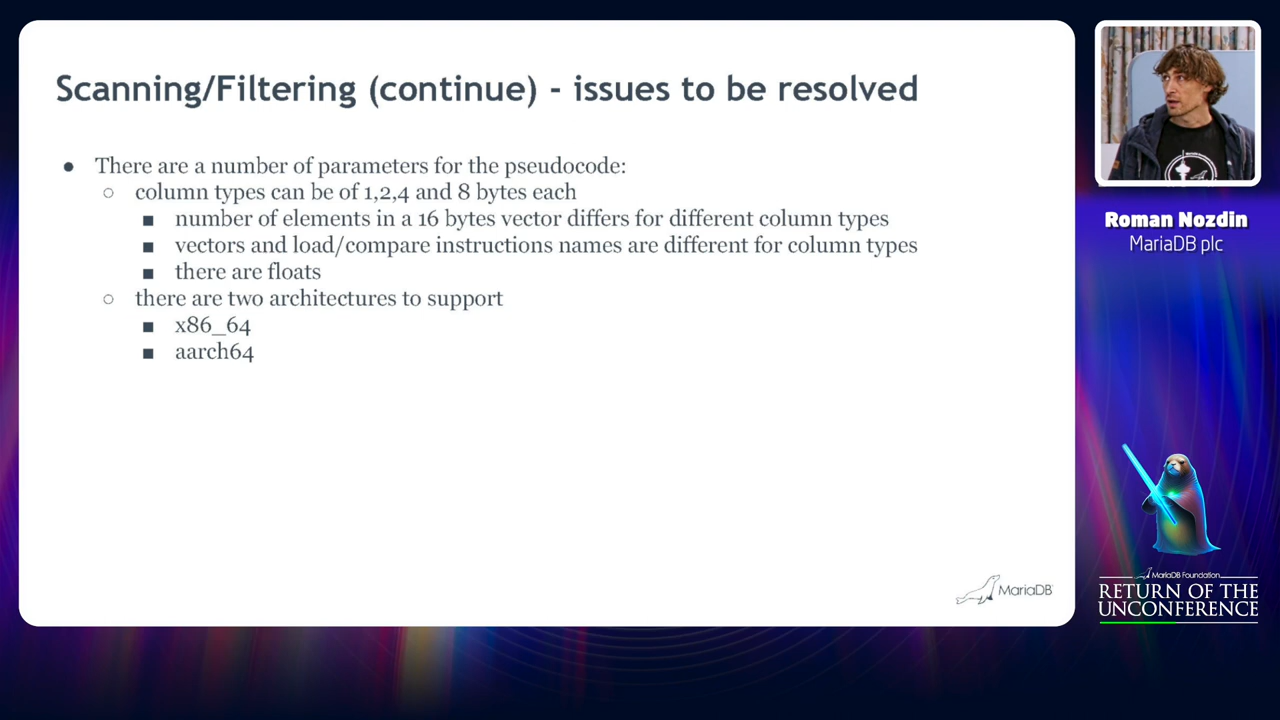 Scanning/Filtering (continue) - issues to be resolved
● There are a number of parameters for the pseudocode:
○ column types can be of 1,2,4 and 8 bytes each
■ number of elements in a 16 bytes vector differs for different column types
■ vectors and load/compare instructions names are different for column types
■ there are floats
○ there are two architectures to support
■ x86_64
■ aarch64
MariaDB
Roman Nozdin
MariaDB plc
MariaDB Foundation
RETURN OF THE
UNCONFERENCE